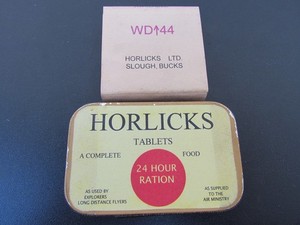 WD↑44
HORLICKS LTD.
SLOUGH, BUCKS
HORLICKS
TABLETS
A COMPLETE FOOD
24 HOUR
RATION
AS USED BY
EXPLORERS
LONG DISTANCE FLYERS
AS SUPPLIED
TO THE
AIR MINISTRY